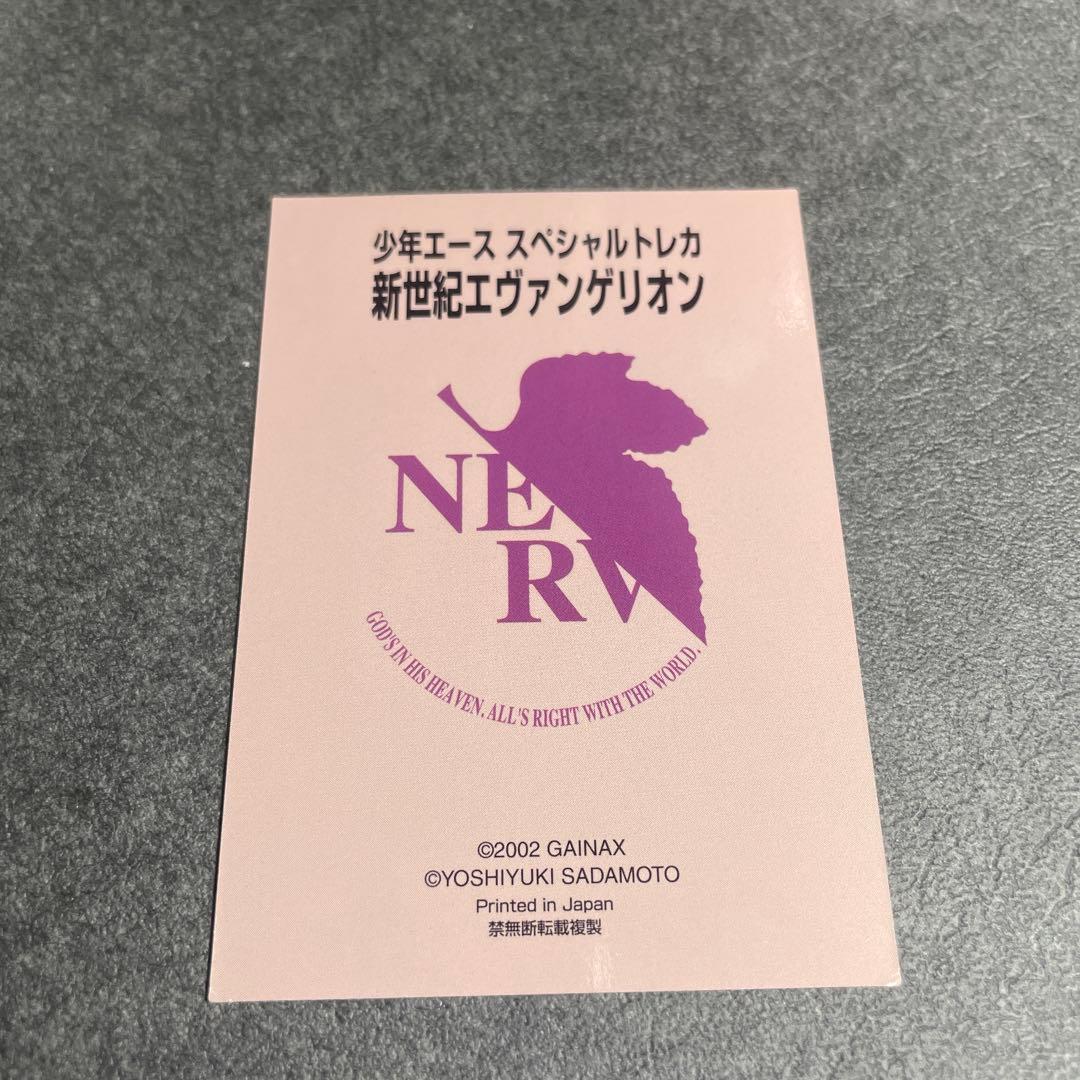 少年エース スペシャルトレカ
新世紀エヴァンゲリオン
NERV
GOD'S IN HIS HEAVEN. ALL'S RIGHT WITH THE WORLD.
©2002 GAINAX
©YOSHIYUKI SADAMOTO
Printed in Japan
禁無断転載複製